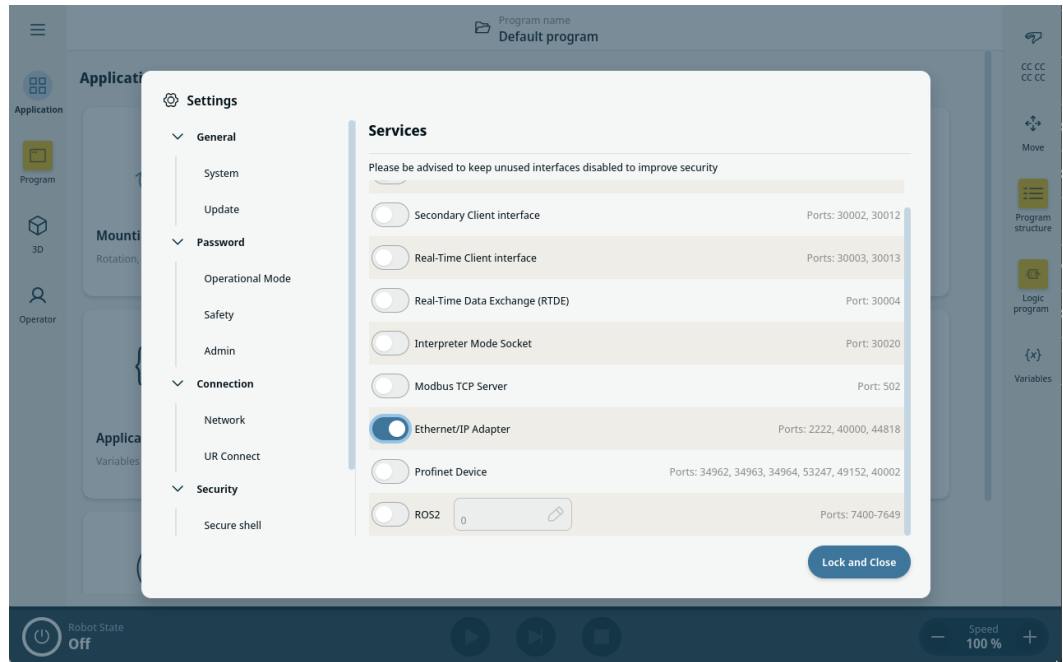 Program name
Default program
Application
Program
3D
Operator
Applicati
Mounti
Rotation,
Applica
Variables
Settings
General
System
Update
Password
Operational Mode
Safety
Admin
Connection
Network
UR Connect
Security
Secure shell
Services
Please be advised to keep unused interfaces disabled to improve security
Secondary Client interface Ports: 30002, 30012
Real-Time Client interface Ports: 30003, 30013
Real-Time Data Exchange (RTDE) Port: 30004
Interpreter Mode Socket Port: 30020
Modbus TCP Server Port: 502
Ethernet/IP Adapter Ports: 2222, 40000, 44818
Profinet Device Ports: 34962, 34963, 34964, 53247, 49152, 40002
ROS2 0 Ports: 7400-7649
Lock and Close
CC CC
CC CC
Move
Program
structure
Logic
program
{x}
Variables
Robot State
Off
Speed
100 %